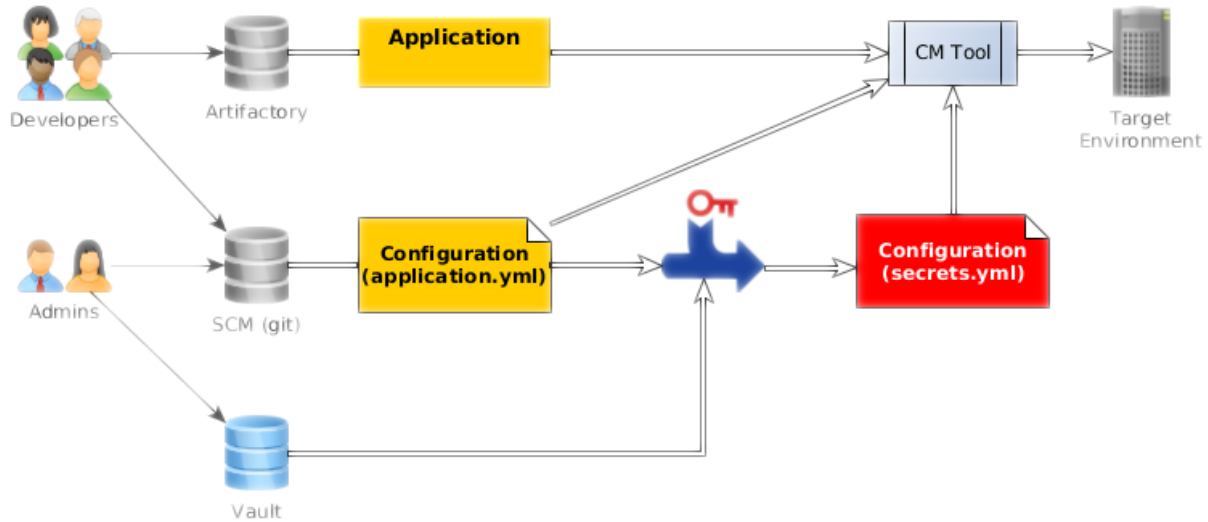 Application
CM Tool
Developers
Artifactory
Target
Environment
Configuration
(application.yml)
Configuration
(secrets.yml)
Admins
SCM (git)
Vault